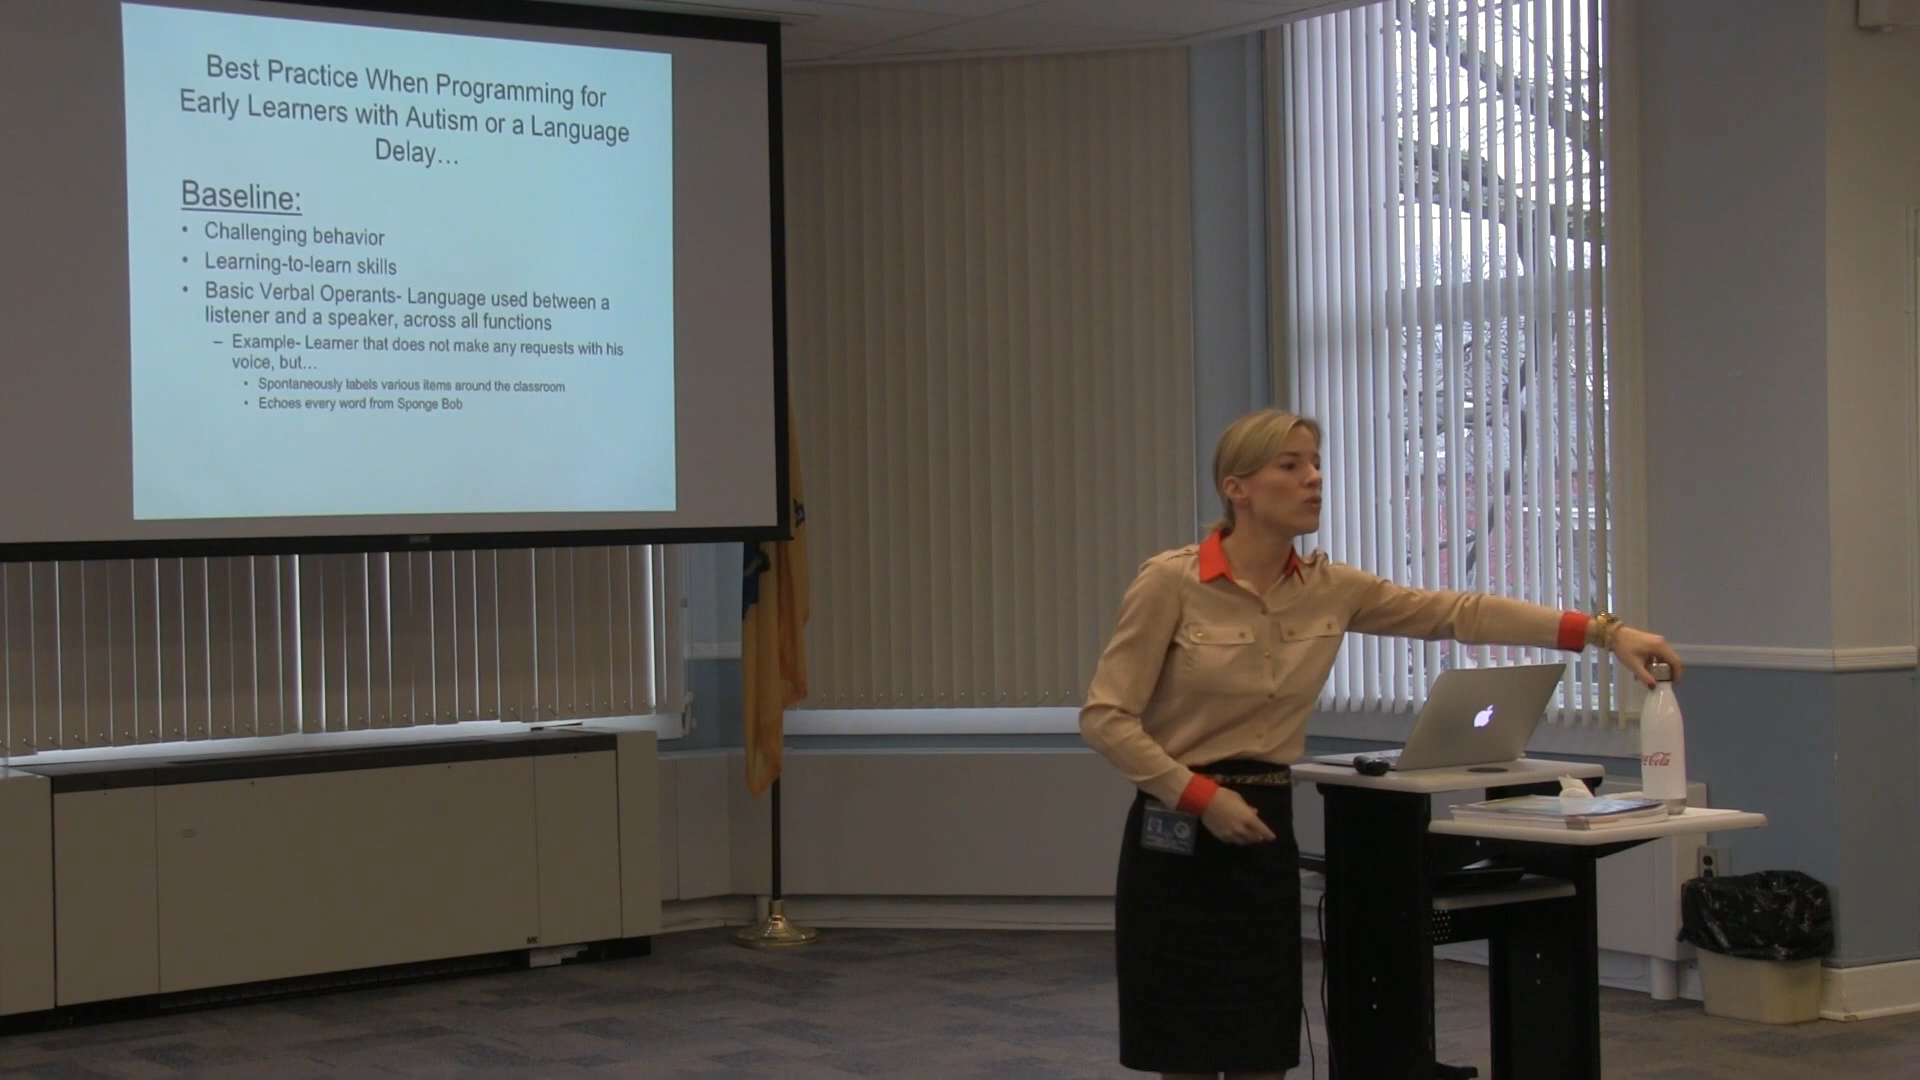 Best Practice When Programming for
Early Learners with Autism or a Language
Delay...
Baseline:
• Challenging behavior
• Learning-to-learn skills
• Basic Verbal Operants- Language used between a
listener and a speaker, across all functions
– Example- Learner that does not make any requests with his
voice, but...
• Spontaneously labels various items around the classroom
• Echoes every word from Sponge Bob